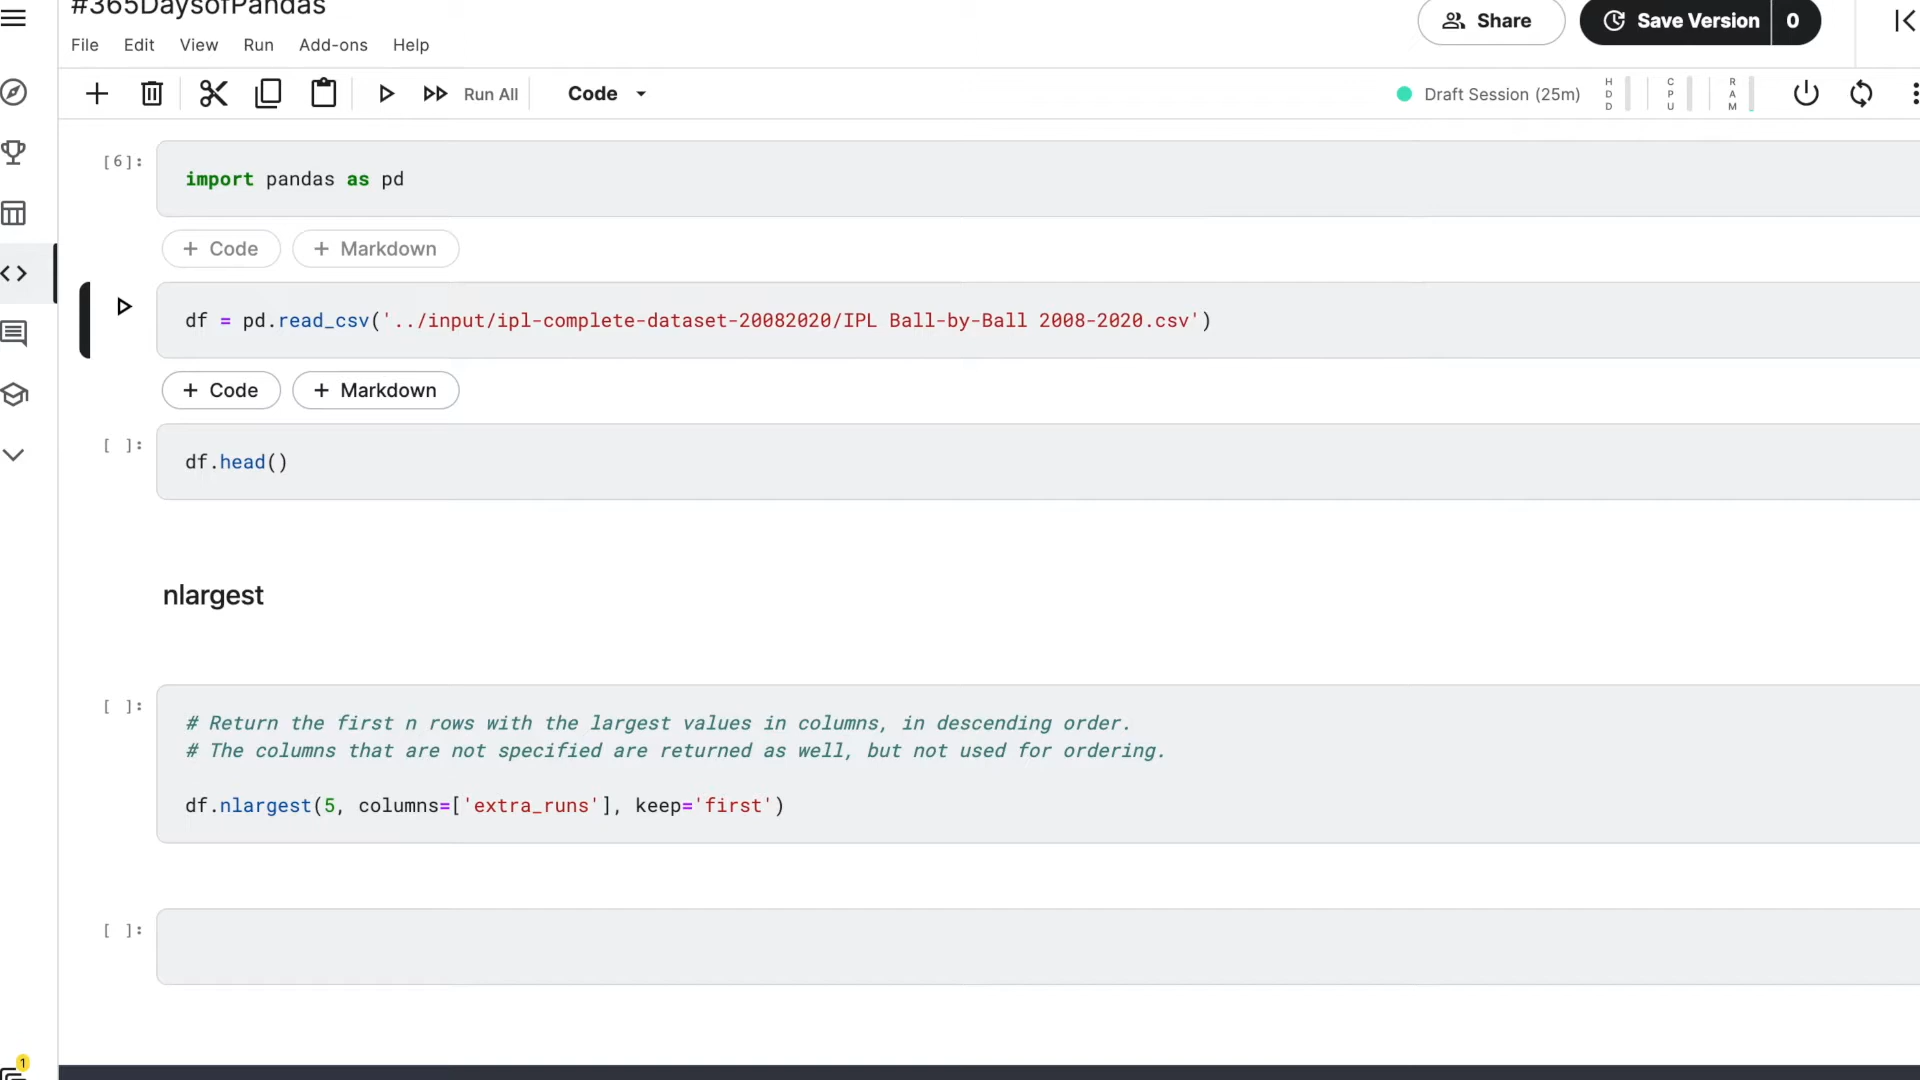 #365DaysofPandas
Share
Save Version 0
File Edit View Run Add-ons Help
Run All Code
Draft Session (25m) HDD CPU RAM
[6]: import pandas as pd
+ Code + Markdown
df = pd.read_csv('../input/ipl-complete-dataset-20082020/IPL Ball-by-Ball 2008-2020.csv')
+ Code + Markdown
[ ]: df.head()
nlargest
[ ]: # Return the first n rows with the largest values in columns, in descending order.
# The columns that are not specified are returned as well, but not used for ordering.
df.nlargest(5, columns=['extra_runs'], keep='first')
[ ]:
1